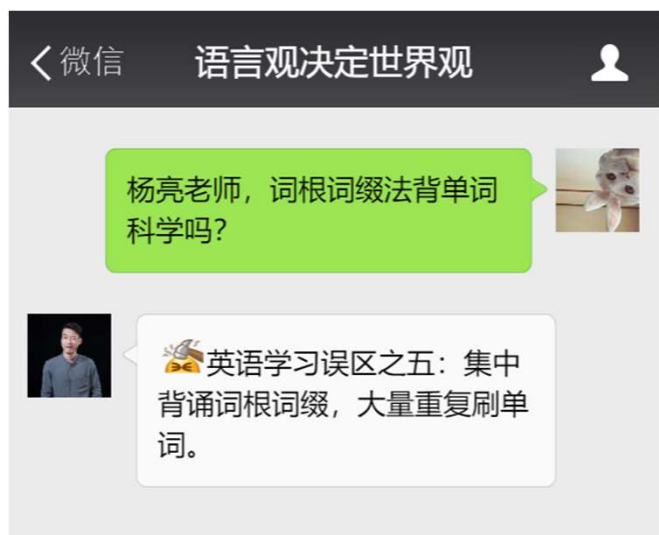 微信
语言观决定世界观
杨亮老师，词根词缀法背单词
科学吗？
英语学习误区之五：集中
背诵词根词缀，大量重复刷单
词。